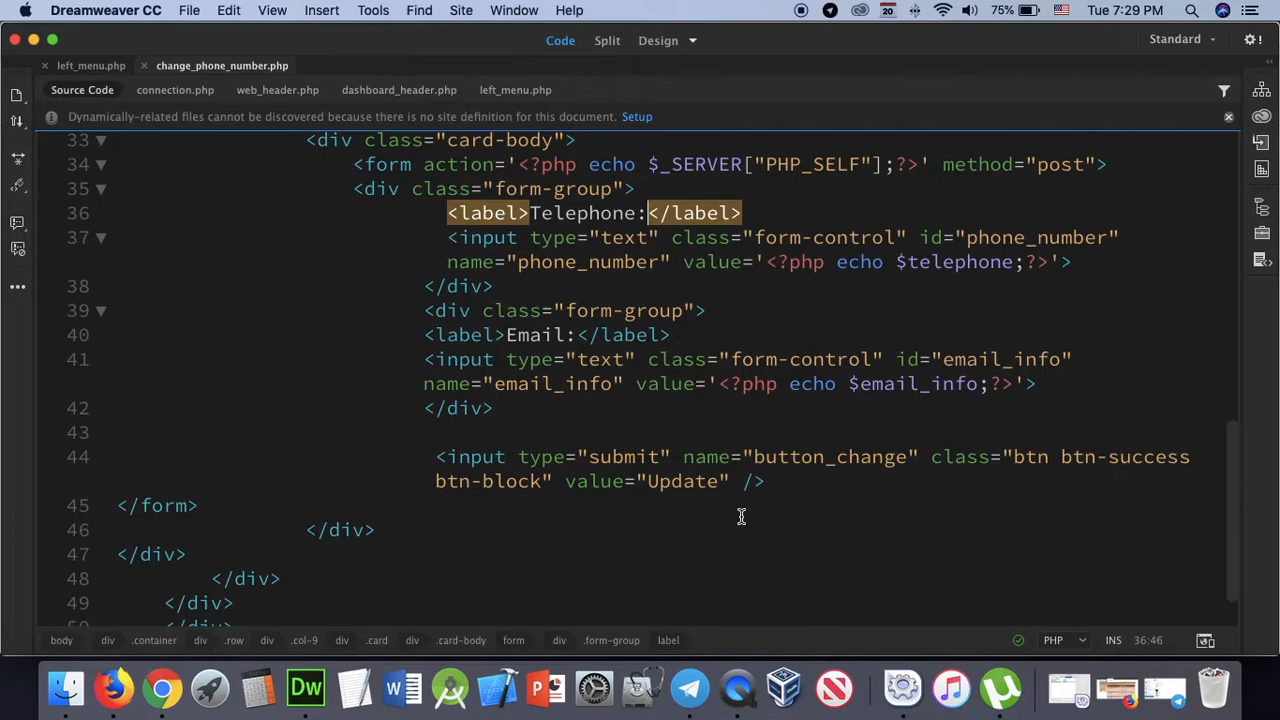 Dreamweaver CC File Edit View Insert Tools Find Site Window Help 20 75% Tue 7:29 PM
Code Split Design Standard
left_menu.php change_phone_number.php
Source Code connection.php web_header.php dashboard_header.php left_menu.php
Dynamically-related files cannot be discovered because there is no site definition for this document. Setup
33 <div class="card-body">
34 <form action='<?php echo $_SERVER["PHP_SELF"];?>' method="post">
35 <div class="form-group">
36 <label>Telephone:</label>
37 <input type="text" class="form-control" id="phone_number"
name="phone_number" value='<?php echo $telephone;?>'>
38 </div>
39 <div class="form-group">
40 <label>Email:</label>
41 <input type="text" class="form-control" id="email_info"
name="email_info" value='<?php echo $email_info;?>'>
42 </div>
43
44 <input type="submit" name="button_change" class="btn btn-success
btn-block" value="Update" />
45 </form>
46 </div>
47 </div>
48 </div>
49 </div>
50 </div>
body div .container div .row div .col-9 div .card div .card-body form div .form-group label PHP INS 36:46
Dw W P